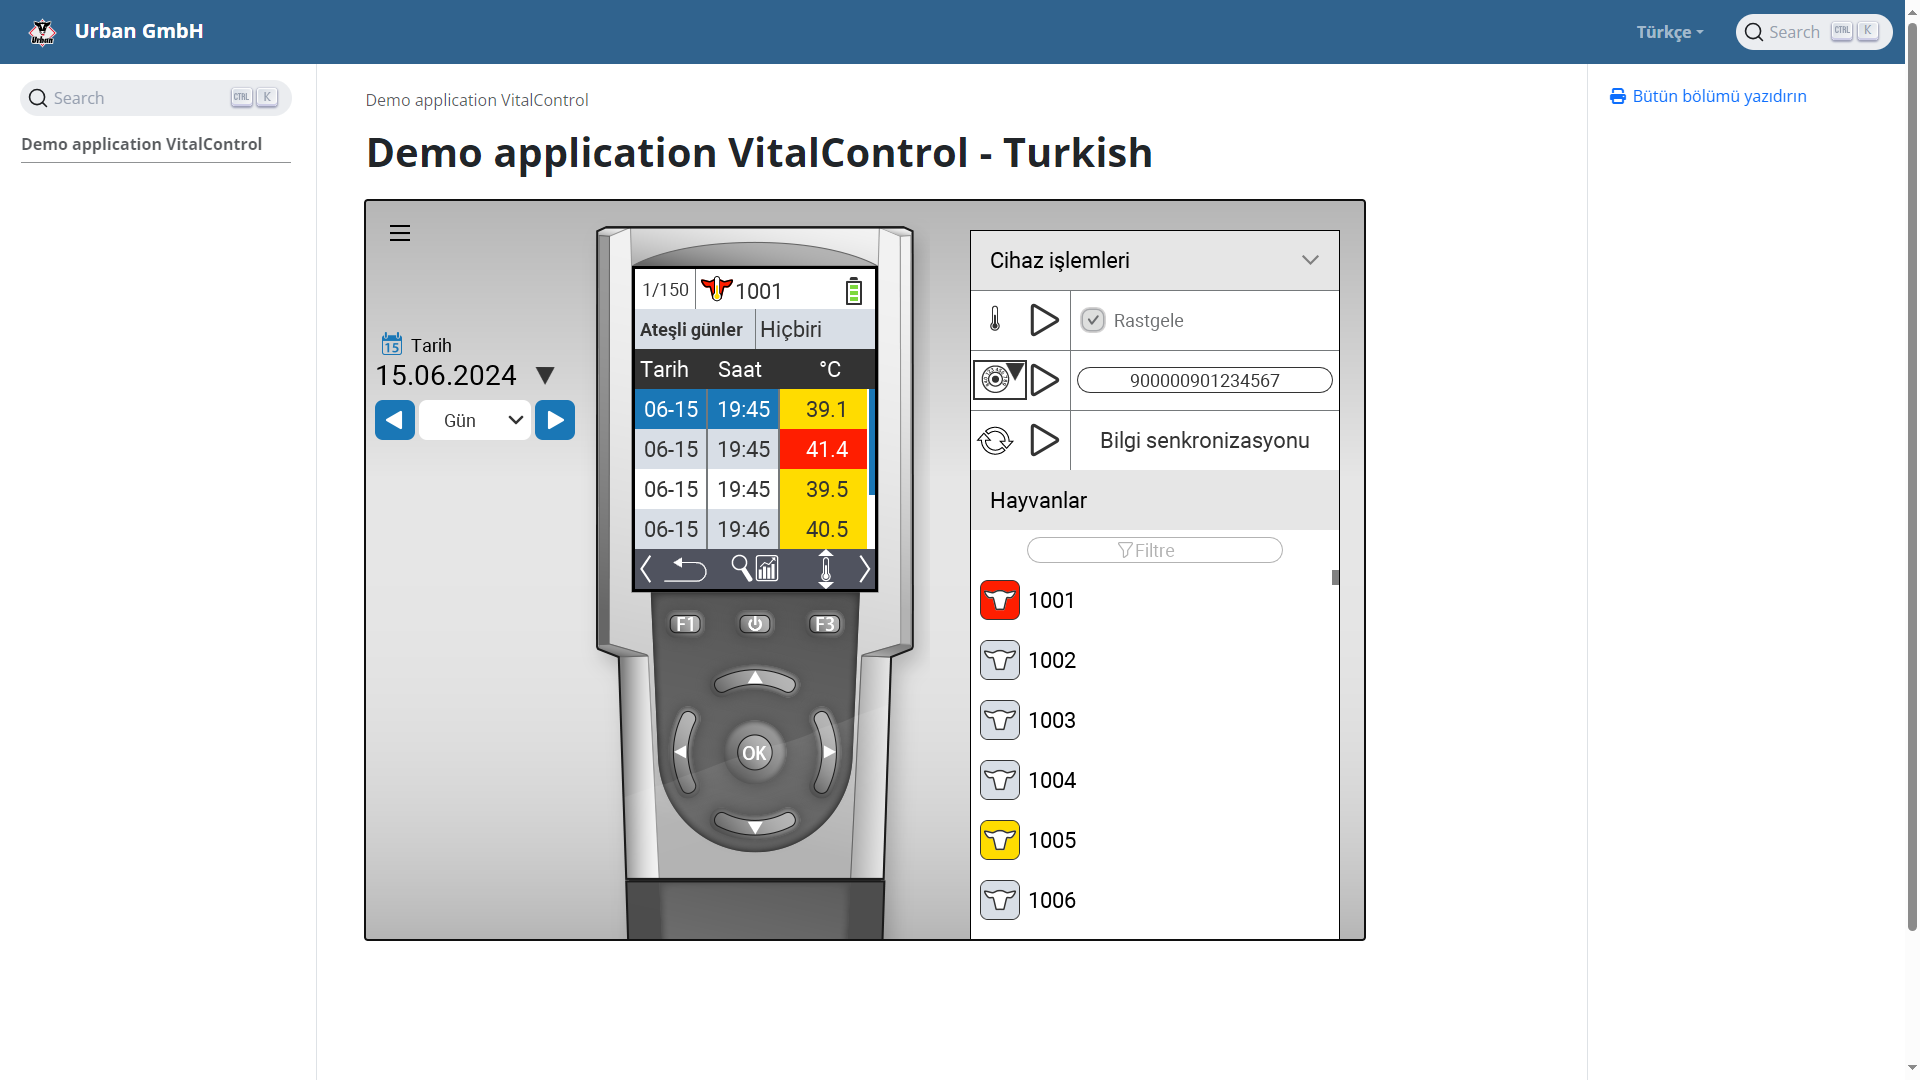 Urban GmbH
Türkçe
Search CTRL K
Search CTRL K
Demo application VitalControl
Demo application VitalControl
Demo application VitalControl - Turkish
Bütün bölümü yazıdırın
15
Tarih
15.06.2024
Gün
1/150 1001
Ateşli günler Hiçbiri
Tarih Saat °C
06-15 19:45 39.1
06-15 19:45 41.4
06-15 19:45 39.5
06-15 19:46 40.5
F1 F3
OK
Cihaz işlemleri
Rastgele
900000901234567
Bilgi senkronizasyonu
Hayvanlar
Filtre
1001
1002
1003
1004
1005
1006